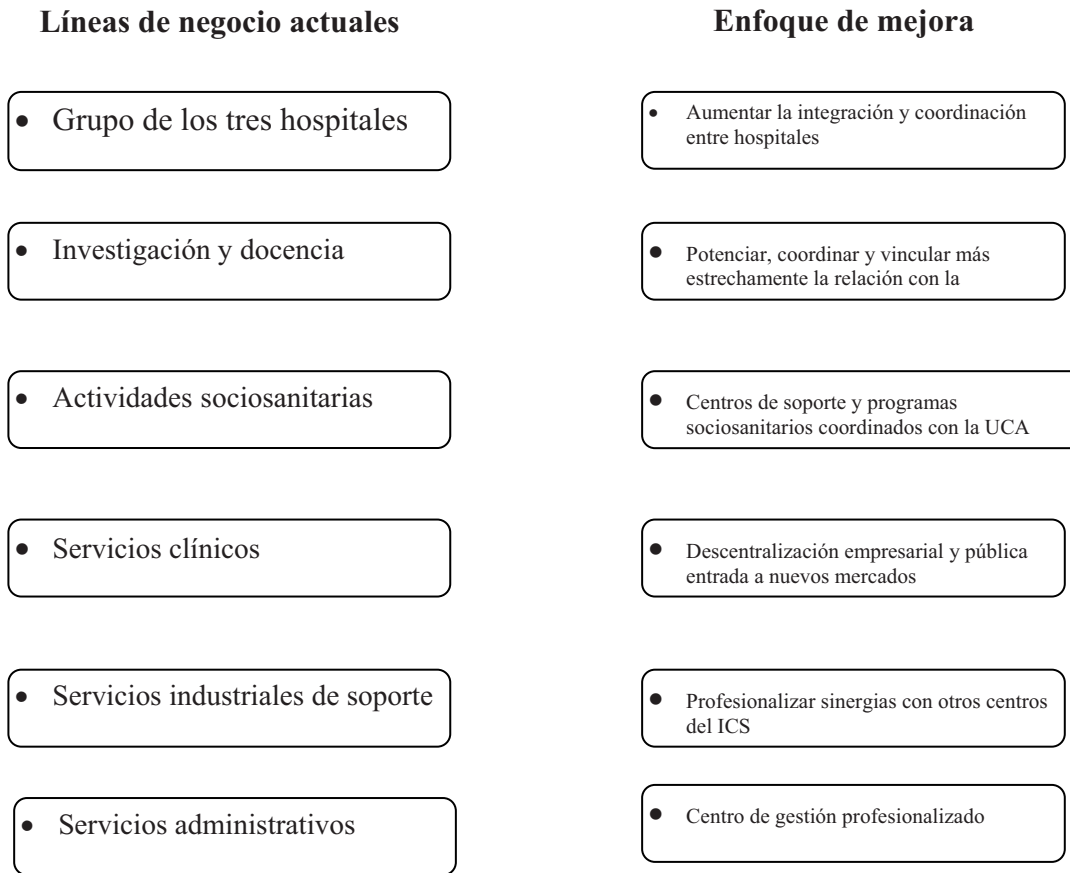 Líneas de negocio actuales
Enfoque de mejora
• Grupo de los tres hospitales
• Aumentar la integración y coordinación
entre hospitales
• Investigación y docencia
• Potenciar, coordinar y vincular más
estrechamente la relación con la
• Actividades sociosanitarias
• Centros de soporte y programas
sociosanitarios coordinados con la UCA
• Servicios clínicos
• Descentralización empresarial y pública
entrada a nuevos mercados
• Servicios industriales de soporte
• Profesionalizar sinergias con otros centros
del ICS
• Servicios administrativos
• Centro de gestión profesionalizado